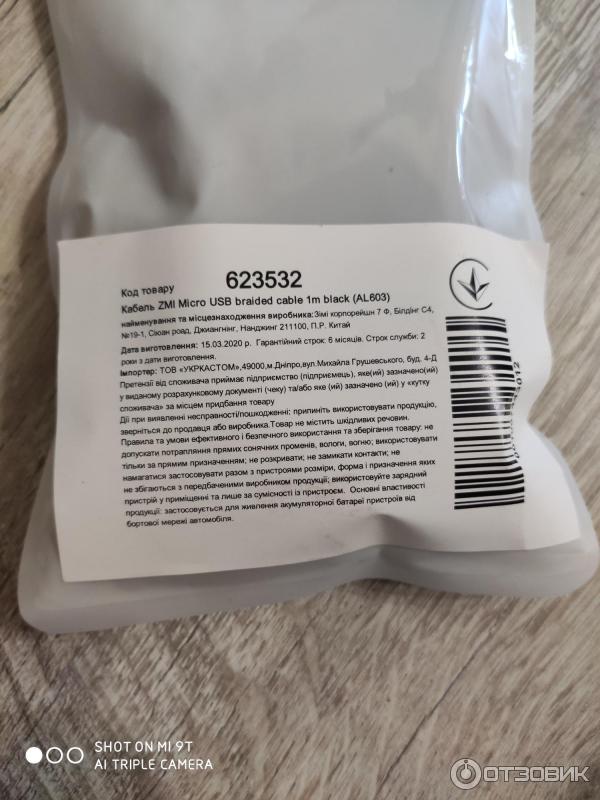 Код товару 623532
Кабель ZMI Micro USB braided cable 1m black (AL603)
найменування та місцезнаходження виробника:Зімі корпорейшн 7 Ф, Білдінг С4,
№19-1, Сіюан роад, Джиангнінг, Нанджинг 211100, П.Р. Китай
Дата виготовлення: 15.03.2020 р. Гарантійний строк: 6 місяців. Строк служби: 2
роки з дати виготовлення.
Імпортер: ТОВ «УКРКАСТОМ»,49000,м.Дніпро,вул.Михайла Грушевського, буд. 4-Д
Претензії від споживача приймає підприємство (підприємець), яке(ий) зазначено(ий)
у виданому розрахунковому документі (чеку) та/або яке (ий) зазначено (ий) у «кутку
споживача» за місцем придбання товару
Дії при виявленні несправності/пошкодженні: припиніть використовувати продукцію,
зверніться до продавця або виробника.Товар не містить шкідливих речовин.
Правила та умови ефективного і безпечного використання та зберігання товару: не
допускати потрапляння прямих сонячних променів, вологи, вогню; використовувати
тільки за прямим призначенням; не розкривати; не замикати контакти; не
намагатися застосовувати разом з пристроями розміри, форма і призначення яких
не збігаються з передбаченими виробником продукції; використовуйте зарядний
пристрій у приміщенні та лише за сумісності із пристроєм. Основні властивості
продукції: застосовується для живлення акумуляторної батареї пристроїв від
бортової мережі автомобіля.
SHOT ON MI 9T
AI TRIPLE CAMERA
ОТЗОВИК